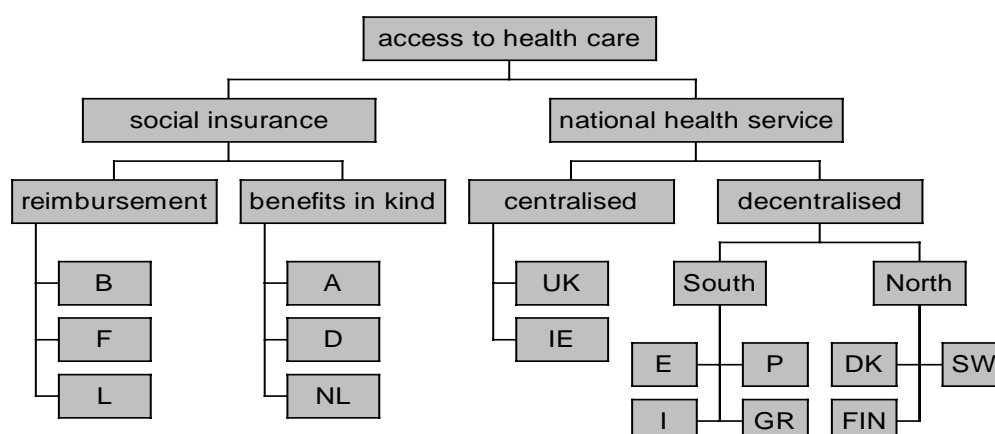 access to health care
social insurance
national health service
reimbursement
benefits in kind
centralised
decentralised
B
F
L
A
D
NL
UK
IE
South
North
E
P
I
GR
DK
SW
FIN